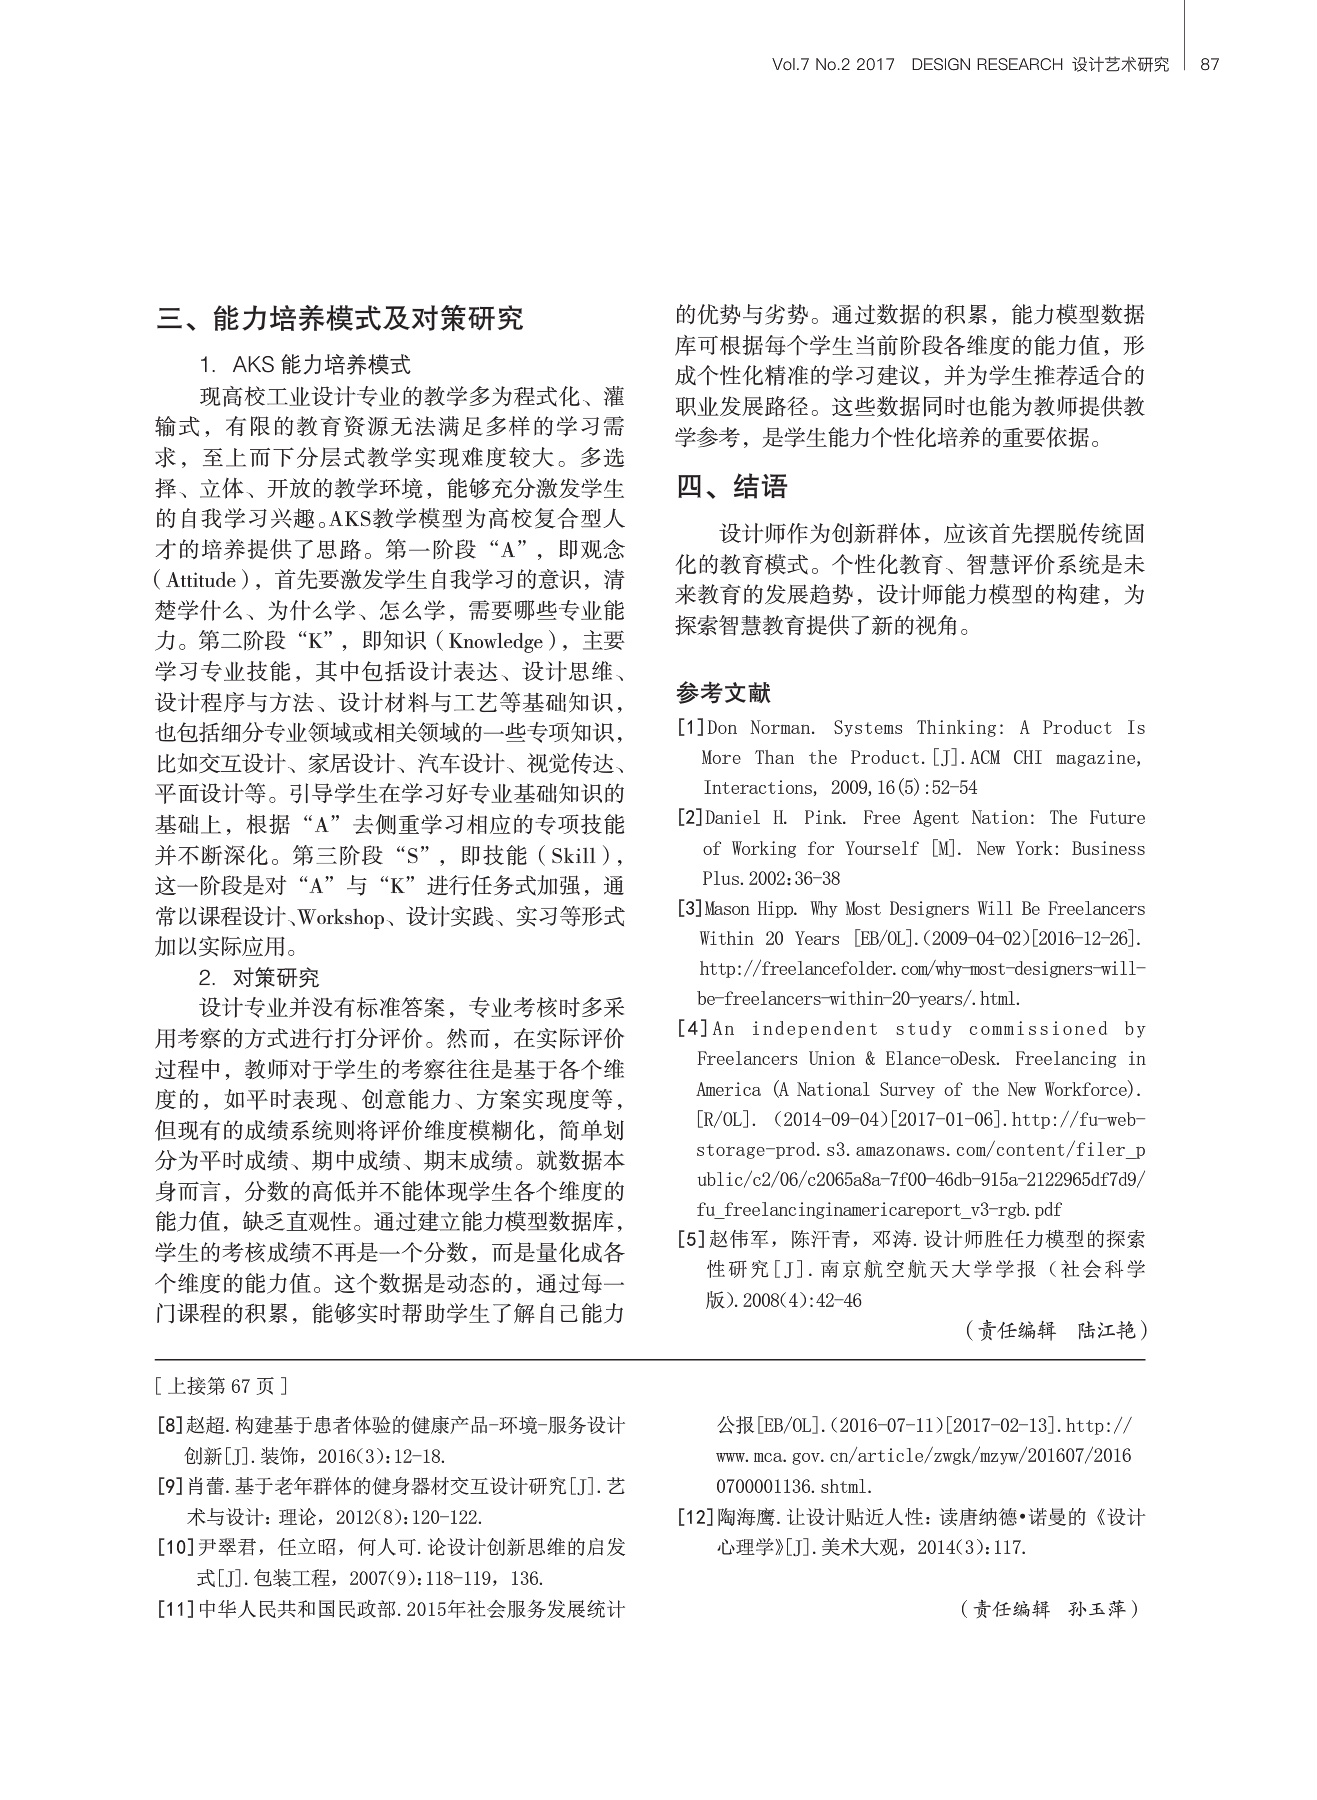 Vol.7 No.2 2017 DESIGN RESEARCH 设计艺术研究 87
三、能力培养模式及对策研究
1. AKS 能力培养模式
现高校工业设计专业的教学多为程式化、灌
输式，有限的教育资源无法满足多样的学习需
求，至上而下分层式教学实现难度较大。多选
择、立体、开放的教学环境，能够充分激发学生
的自我学习兴趣。AKS教学模型为高校复合型人
才的培养提供了思路。第一阶段“A”，即观念
（Attitude），首先要激发学生自我学习的意识，清
楚学什么、为什么学、怎么学，需要哪些专业能
力。第二阶段“K”，即知识（Knowledge），主要
学习专业技能，其中包括设计表达、设计思维、
设计程序与方法、设计材料与工艺等基础知识，
也包括细分专业领域或相关领域的一些专项知识，
比如交互设计、家居设计、汽车设计、视觉传达、
平面设计等。引导学生在学习好专业基础知识的
基础上，根据“A”去侧重学习相应的专项技能
并不断深化。第三阶段“S”，即技能（Skill），
这一阶段是对“A”与“K”进行任务式加强，通
常以课程设计、Workshop、设计实践、实习等形式
加以实际应用。
2. 对策研究
设计专业并没有标准答案，专业考核时多采
用考察的方式进行打分评价。然而，在实际评价
过程中，教师对于学生的考察往往是基于各个维
度的，如平时表现、创意能力、方案实现度等，
但现有的成绩系统则将评价维度模糊化，简单划
分为平时成绩、期中成绩、期末成绩。就数据本
身而言，分数的高低并不能体现学生各个维度的
能力值，缺乏直观性。通过建立能力模型数据库，
学生的考核成绩不再是一个分数，而是量化成各
个维度的能力值。这个数据是动态的，通过每一
门课程的积累，能够实时帮助学生了解自己能力
的优势与劣势。通过数据的积累，能力模型数据
库可根据每个学生当前阶段各维度的能力值，形
成个性化精准的学习建议，并为学生推荐适合的
职业发展路径。这些数据同时也能为教师提供教
学参考，是学生能力个性化培养的重要依据。
四、结语
设计师作为创新群体，应该首先摆脱传统固
化的教育模式。个性化教育、智慧评价系统是未
来教育的发展趋势，设计师能力模型的构建，为
探索智慧教育提供了新的视角。
参考文献
[1]Don Norman. Systems Thinking: A Product Is
More Than the Product.[J].ACM CHI magazine,
Interactions, 2009,16(5):52-54
[2]Daniel H. Pink. Free Agent Nation: The Future
of Working for Yourself [M]. New York: Business
Plus.2002:36-38
[3]Mason Hipp. Why Most Designers Will Be Freelancers
Within 20 Years [EB/OL].(2009-04-02)[2016-12-26].
http://freelancefolder.com/why-most-designers-will-
be-freelancers-within-20-years/.html.
[4]An independent study commissioned by
Freelancers Union & Elance-oDesk. Freelancing in
America (A National Survey of the New Workforce).
[R/OL]. (2014-09-04)[2017-01-06].http://fu-web-
storage-prod.s3.amazonaws.com/content/filer_p
ublic/c2/06/c2065a8a-7f00-46db-915a-2122965df7d9/
fu_freelancinginamericareport_v3-rgb.pdf
[5]赵伟军，陈汗青，邓涛.设计师胜任力模型的探索
性研究[J].南京航空航天大学学报（社会科学
版).2008(4):42-46
（责任编辑 陆江艳）
[ 上接第 67 页 ]
[8]赵超.构建基于患者体验的健康产品-环境-服务设计
创新[J].装饰，2016(3):12-18.
[9]肖蕾.基于老年群体的健身器材交互设计研究[J].艺
术与设计：理论，2012(8):120-122.
[10]尹翠君，任立昭，何人可.论设计创新思维的启发
式[J].包装工程，2007(9):118-119，136.
[11]中华人民共和国民政部.2015年社会服务发展统计
公报[EB/OL].(2016-07-11)[2017-02-13].http://
www.mca.gov.cn/article/zwgk/mzyw/201607/2016
0700001136.shtml.
[12]陶海鹰.让设计贴近人性：读唐纳德•诺曼的《设计
心理学》[J].美术大观，2014(3):117.
（责任编辑 孙玉萍）